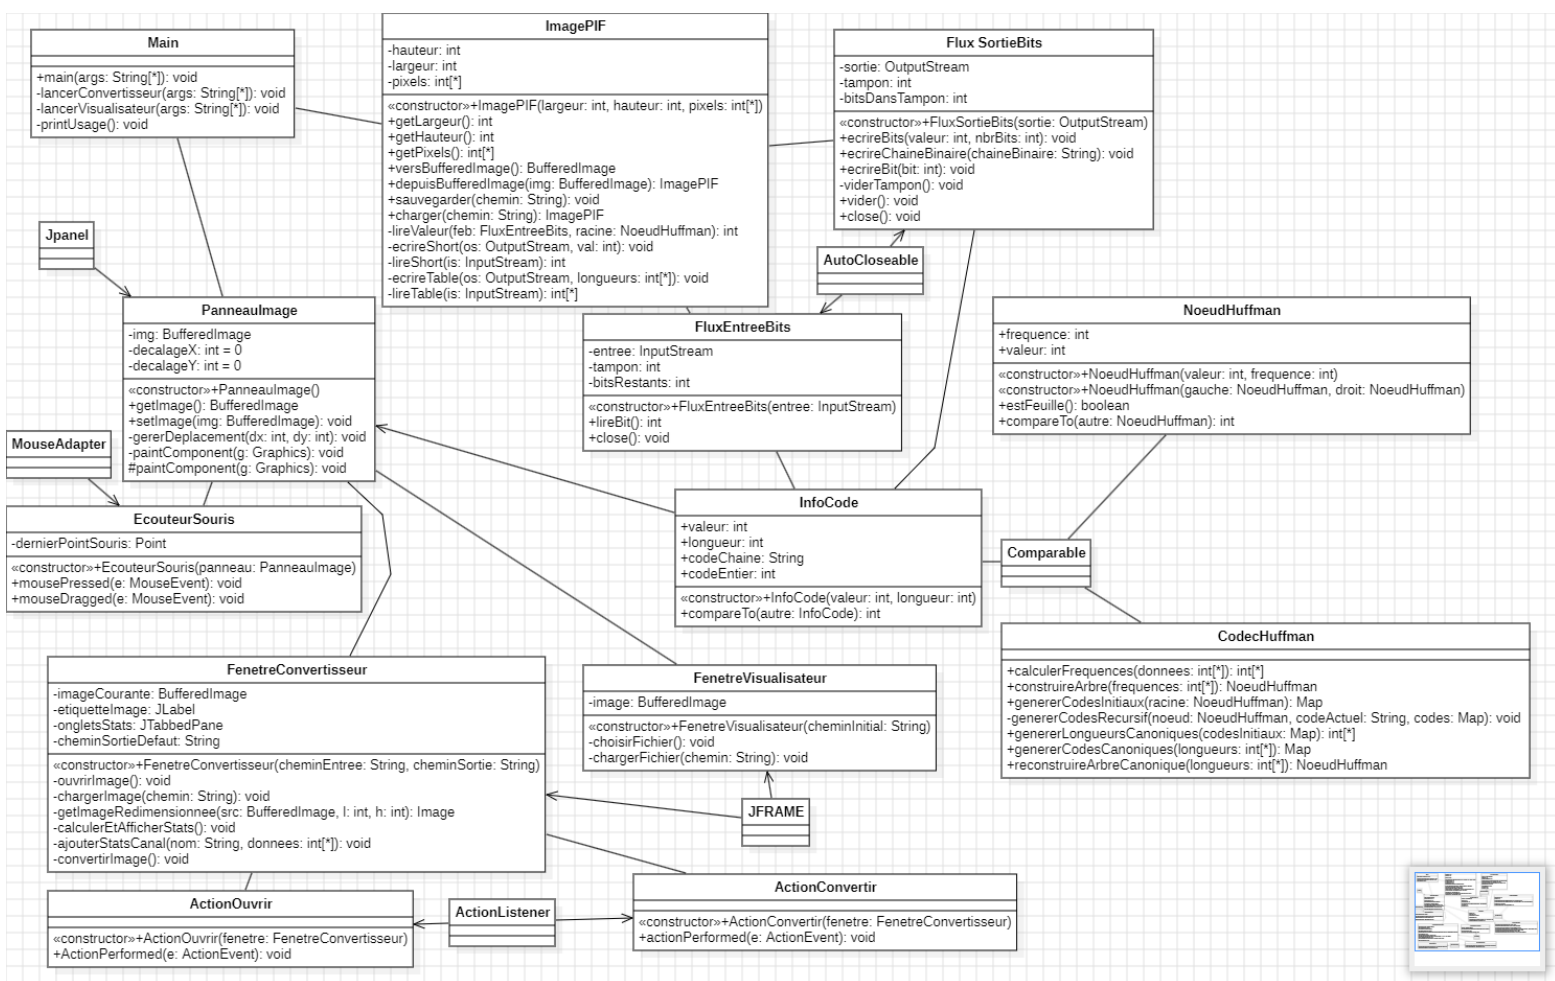 Main
+main(args: String[*]): void
-lancerConvertisseur(args: String[*]): void
-lancerVisualisateur(args: String[*]): void
-printUsage(): void
ImagePIF
-hauteur: int
-largeur: int
-pixels: int[*]
«constructor»+ImagePIF(largeur: int, hauteur: int, pixels: int[*])
+getLargeur(): int
+getHauteur(): int
+getPixels(): int[*]
+versBufferedImage(): BufferedImage
+depuisBufferedImage(img: BufferedImage): ImagePIF
+sauvegarder(chemin: String): void
+charger(chemin: String): ImagePIF
-lireValeur(feb: FluxEntreeBits, racine: NoeudHuffman): int
-ecrireShort(os: OutputStream, val: int): void
-lireShort(is: InputStream): int
-ecrireTable(os: OutputStream, longueurs: int[*]): void
-lireTable(is: InputStream): int[*]
Flux SortieBits
-sortie: OutputStream
-tampon: int
-bitsDansTampon: int
«constructor»+FluxSortieBits(sortie: OutputStream)
+ecrireBits(valeur: int, nbrBits: int): void
+ecrireChaineBinaire(chaineBinaire: String): void
+ecrireBit(bit: int): void
-viderTampon(): void
+vider(): void
+close(): void
Jpanel
AutoCloseable
PanneauImage
-img: BufferedImage
-decalageX: int = 0
-decalageY: int = 0
«constructor»+PanneauImage()
+getImage(): BufferedImage
+setImage(img: BufferedImage): void
-gererDeplacement(dx: int, dy: int): void
-paintComponent(g: Graphics): void
#paintComponent(g: Graphics): void
FluxEntreeBits
-entree: InputStream
-tampon: int
-bitsRestants: int
«constructor»+FluxEntreeBits(entree: InputStream)
+lireBit(): int
+close(): void
NoeudHuffman
+frequence: int
+valeur: int
«constructor»+NoeudHuffman(valeur: int, frequence: int)
«constructor»+NoeudHuffman(gauche: NoeudHuffman, droit: NoeudHuffman)
+estFeuille(): boolean
+compareTo(autre: NoeudHuffman): int
MouseAdapter
EcouteurSouris
-dernierPointSouris: Point
«constructor»+EcouteurSouris(panneau: PanneauImage)
+mousePressed(e: MouseEvent): void
+mouseDragged(e: MouseEvent): void
InfoCode
+valeur: int
+longueur: int
+codeChaine: String
+codeEntier: int
«constructor»+InfoCode(valeur: int, longueur: int)
+compareTo(autre: InfoCode): int
Comparable
CodecHuffman
+calculerFrequences(donnees: int[*]): int[*]
+construireArbre(frequences: int[*]): NoeudHuffman
+genererCodesInitiaux(racine: NoeudHuffman): Map
-genererCodesRecursif(noeud: NoeudHuffman, codeActuel: String, codes: Map): void
+genererLongueursCanoniques(codesInitiaux: Map): int[*]
+genererCodesCanoniques(longueurs: int[*]): Map
+reconstruireArbreCanonique(longueurs: int[*]): NoeudHuffman
FenetreConvertisseur
-imageCourante: BufferedImage
-etiquetteImage: JLabel
-ongletsStats: JTabbedPane
-cheminSortieDefaut: String
«constructor»+FenetreConvertisseur(cheminEntree: String, cheminSortie: String)
-ouvrirImage(): void
-chargerImage(chemin: String): void
-getImageRedimensionnee(src: BufferedImage, l: int, h: int): Image
-calculerEtAfficherStats(): void
-ajouterStatsCanal(nom: String, donnees: int[*]): void
-convertirImage(): void
FenetreVisualisateur
-image: BufferedImage
«constructor»+FenetreVisualisateur(cheminInitial: String)
-choisirFichier(): void
-chargerFichier(chemin: String): void
JFRAME
ActionOuvrir
«constructor»+ActionOuvrir(fenetre: FenetreConvertisseur)
+ActionPerformed(e: ActionEvent): void
ActionListener
ActionConvertir
«constructor»+ActionConvertir(fenetre: FenetreConvertisseur)
+actionPerformed(e: ActionEvent): void